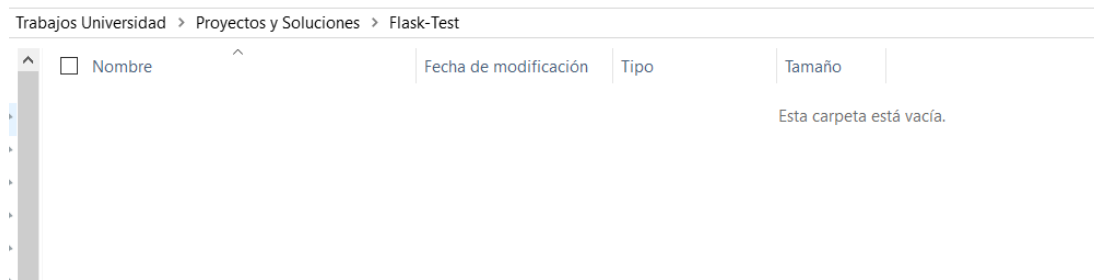 Trabajos Universidad > Proyectos y Soluciones > Flask-Test
Nombre Fecha de modificación Tipo Tamaño
Esta carpeta está vacía.